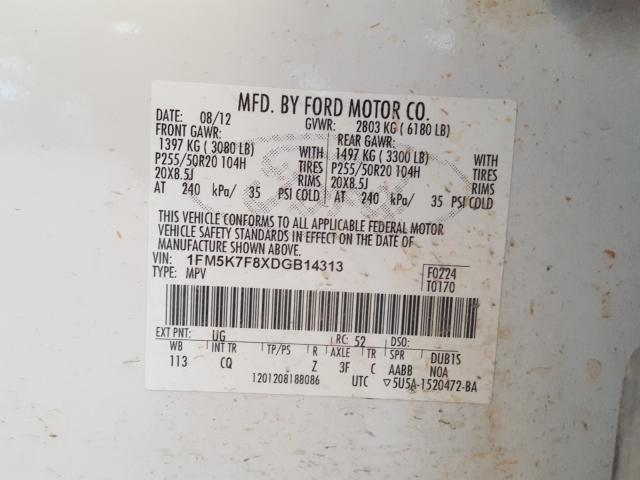 MFD. BY FORD MOTOR CO.
DATE: 08/12 GVWR: 2803 KG ( 6180 LB)
FRONT GAWR: REAR GAWR:
1397 KG ( 3080 LB) WITH 1497 KG ( 3300 LB) WITH
P255/50R20 104H TIRES P255/50R20 104H TIRES
20X8.5J RIMS 20X8.5J RIMS
AT 240 kPa/ 35 PSI COLD AT 240 kPa/ 35 PSI COLD
THIS VEHICLE CONFORMS TO ALL APPLICABLE FEDERAL MOTOR
VEHICLE SAFETY STANDARDS IN EFFECT ON THE DATE OF
MANUFACTURE SHOWN ABOVE.
VIN: 1FM5K7F8XDGB14313 F0224
TYPE: MPV T0170
EXT PNT: UG RC: 52 DSO:
WB INT TR TP/PS R AXLE TR SPR DUB1S
113 CQ Z 3F C AABB NOA
1201208188086 UTC ▽5U5A-1520472-BA